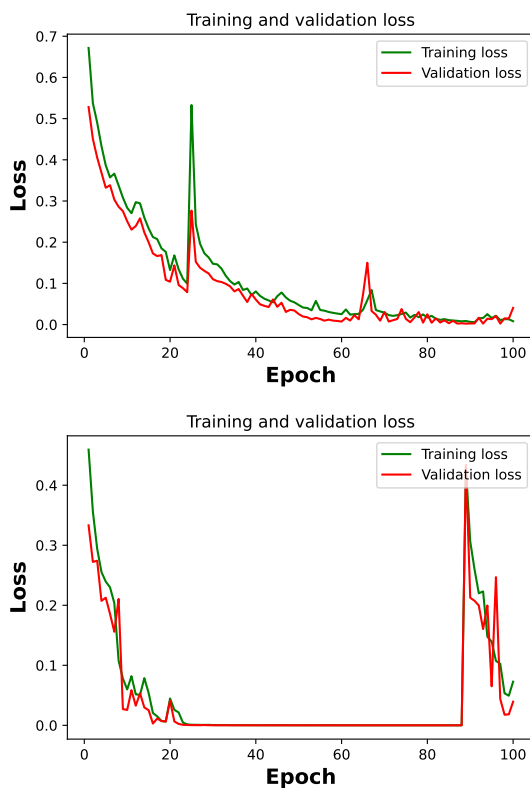 Training and validation loss
0.7
0.6
0.5
0.4
0.3
0.2
0.1
0.0
Loss
Training loss
Validation loss
0 20 40 60 80 100
Epoch
Training and validation loss
0.4
0.3
0.2
0.1
0.0
Loss
Training loss
Validation loss
0 20 40 60 80 100
Epoch